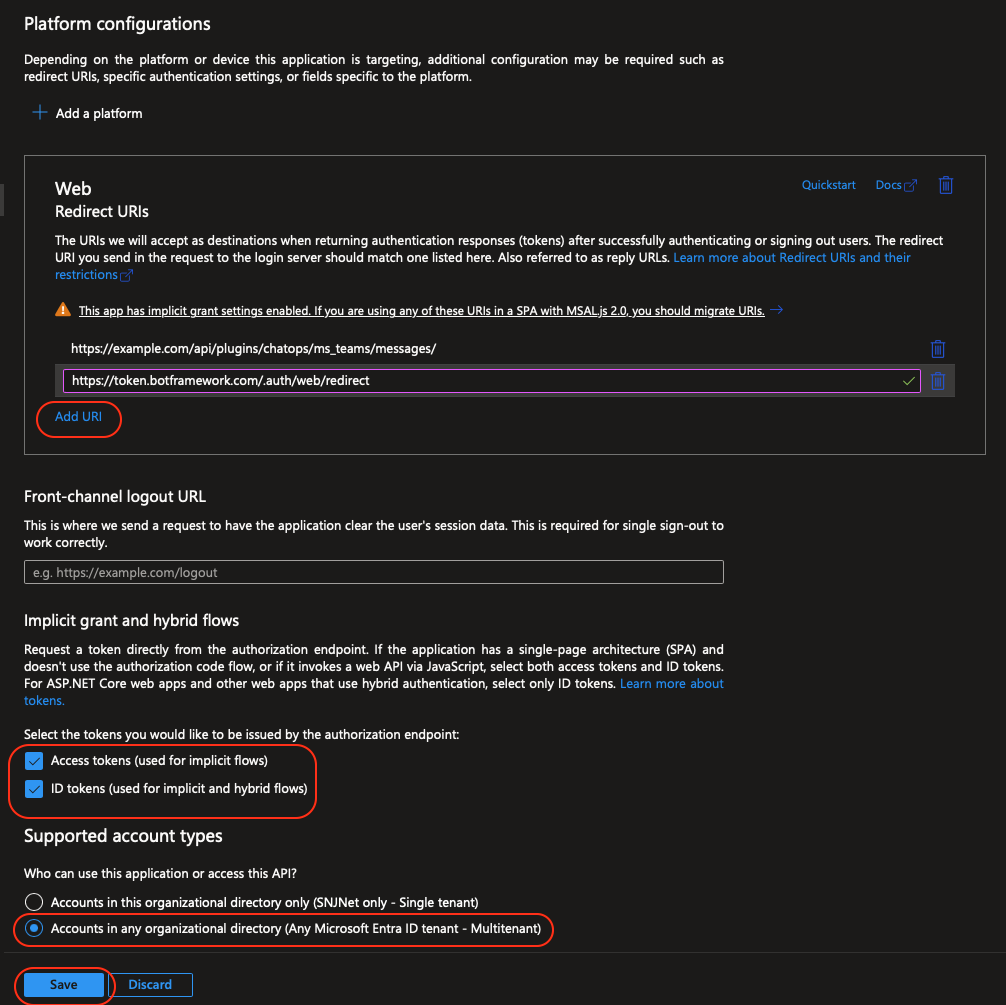 Platform configurations
Depending on the platform or device this application is targeting, additional configuration may be required such as
redirect URIs, specific authentication settings, or fields specific to the platform.
Add a platform
Web
Quickstart
Docs
Redirect URIs
The URIs we will accept as destinations when returning authentication responses (tokens) after successfully authenticating or signing out users. The redirect
URI you send in the request to the login server should match one listed here. Also referred to as reply URLs. Learn more about Redirect URIs and their
restrictions
This app has implicit grant settings enabled. If you are using any of these URIs in a SPA with MSAL.js 2.0, you should migrate URIs.
https://example.com/api/plugins/chatops/ms_teams/messages/
https://token.botframework.com/.auth/web/redirect
Add URI
Front-channel logout URL
This is where we send a request to have the application clear the user's session data. This is required for single sign-out to
work correctly.
e.g. https://example.com/logout
Implicit grant and hybrid flows
Request a token directly from the authorization endpoint. If the application has a single-page architecture (SPA) and
doesn't use the authorization code flow, or if it invokes a web API via JavaScript, select both access tokens and ID tokens.
For ASP.NET Core web apps and other web apps that use hybrid authentication, select only ID tokens. Learn more about
tokens.
Select the tokens you would like to be issued by the authorization endpoint:
Access tokens (used for implicit flows)
ID tokens (used for implicit and hybrid flows)
Supported account types
Who can use this application or access this API?
Accounts in this organizational directory only (SNJNet only - Single tenant)
Accounts in any organizational directory (Any Microsoft Entra ID tenant - Multitenant)
Save
Discard